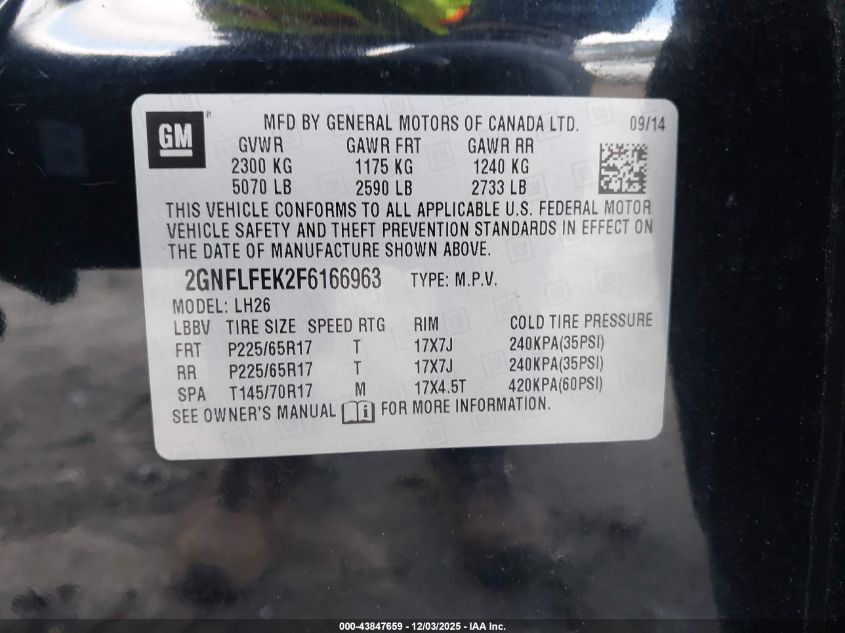 GM
MFD BY GENERAL MOTORS OF CANADA LTD. 09/14
GVWR GAWR FRT GAWR RR
2300 KG 1175 KG 1240 KG
5070 LB 2590 LB 2733 LB
THIS VEHICLE CONFORMS TO ALL APPLICABLE U.S. FEDERAL MOTOR
VEHICLE SAFETY AND THEFT PREVENTION STANDARDS IN EFFECT ON
THE DATE OF MANUFACTURE SHOWN ABOVE.
2GNFLFEK2F6166963 TYPE: M.P.V.
MODEL: LH26
LBBV TIRE SIZE SPEED RTG RIM COLD TIRE PRESSURE
FRT P225/65R17 T 17X7J 240KPA(35PSI)
RR P225/65R17 T 17X7J 240KPA(35PSI)
SPA T145/70R17 M 17X4.5T 420KPA(60PSI)
SEE OWNER'S MANUAL i FOR MORE INFORMATION.
000-43847659 - 12/03/2025 - IAA Inc.